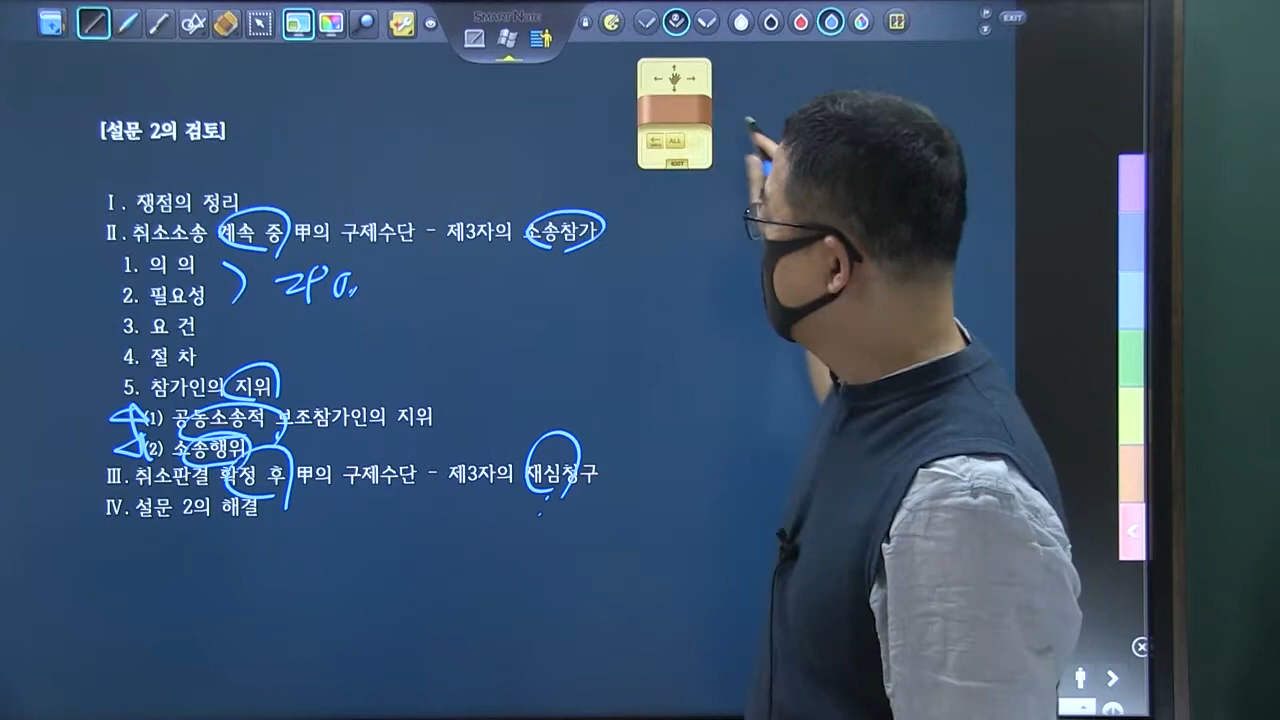 SMART NOTE
EXIT
ALL
EXIT
[설문 2의 검토]
Ⅰ. 쟁점의 정리
Ⅱ. 취소소송 계속 중 甲의 구제수단 - 제3자의 소송참가
1. 의 의
2. 필요성
3. 요 건
4. 절 차
5. 참가인의 지위
(1) 공동소송적 보조참가인의 지위
(2) 소송행위
Ⅲ. 취소판결 확정 후 甲의 구제수단 - 제3자의 재심청구
Ⅳ. 설문 2의 해결